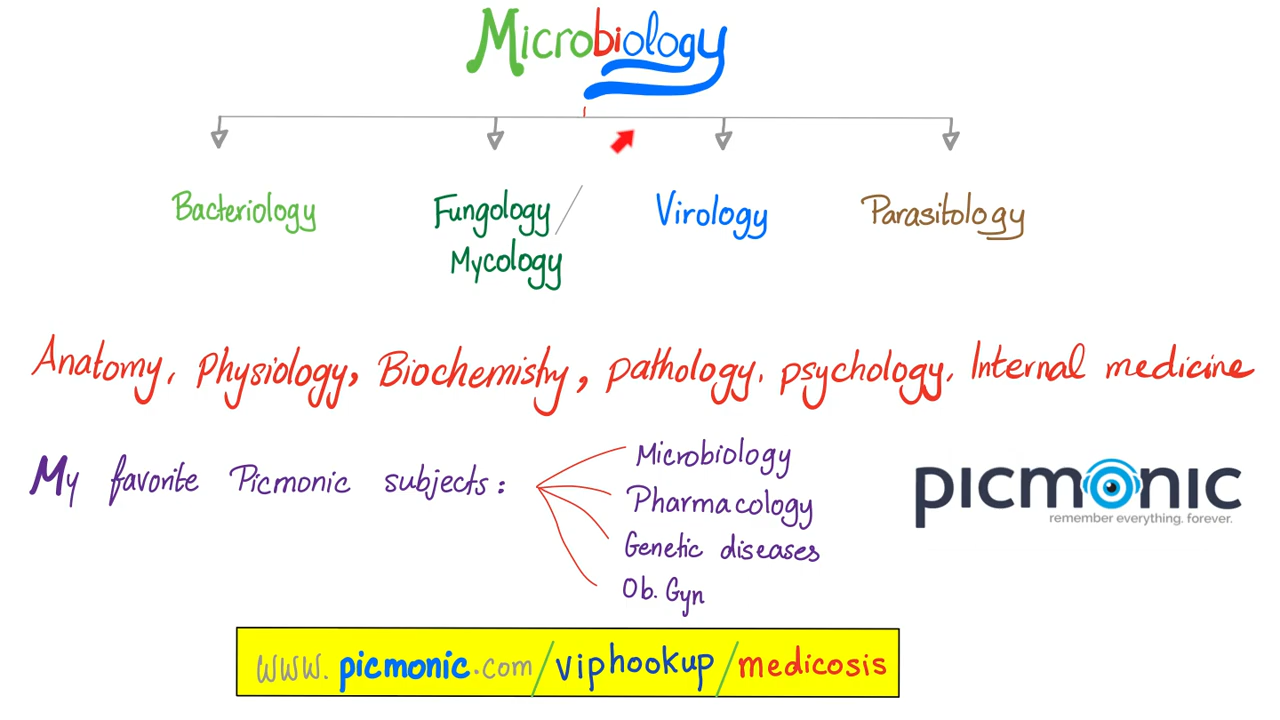 Microbiology
Bacteriology
Fungology /
Mycology
Virology
Parasitology
Anatomy, Physiology, Biochemistry, pathology, psychology, Internal medicine
My favorite Picmonic subjects:
Microbiology
Pharmacology
Genetic diseases
Ob. Gyn
picmonic
remember everything. forever.
www.picmonic.com/viphookup/medicosis